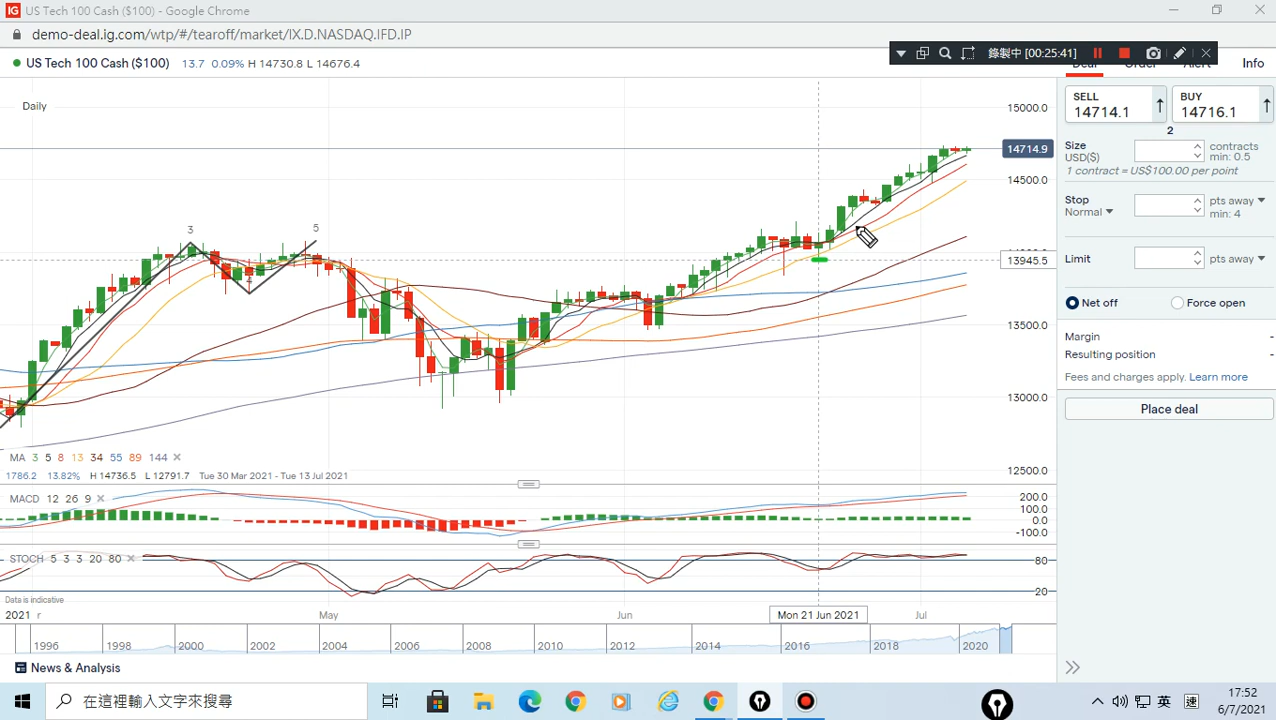 IG US Tech 100 Cash ($100) - Google Chrome
demo-deal.ig.com/wtp/#/tearoff/market/IX.D.NASDAQ.IFD.IP
錄製中 [00:25:41]
US Tech 100 Cash ($100) 13.7 0.09% H 14730.8 L 14676.4
Info
Daily
15000.0
14714.9
14500.0
13945.5
13500.0
13000.0
12500.0
3
5
SELL
14714.1
BUY
14716.1
2
Size
USD($)
contracts
min: 0.5
1 contract = US$100.00 per point
Stop
Normal
pts away
min: 4
Limit
pts away
Net off
Force open
Margin -
Resulting position -
Fees and charges apply. Learn more
Place deal
MA 3 5 8 13 34 55 89 144
1786.2 13.82% H 14736.5 L 12791.7 Tue 30 Mar 2021 - Tue 13 Jul 2021
MACD 12 26 9
200.0
100.0
0.0
-100.0
STOCH 5 3 3 20 80
80
20
Data is indicative
2021 r May Jun Mon 21 Jun 2021 Jul
1996 1998 2000 2002 2004 2006 2008 2010 2012 2014 2016 2018 2020
News & Analysis
在這裡輸入文字來搜尋
英
17:52
6/7/2021